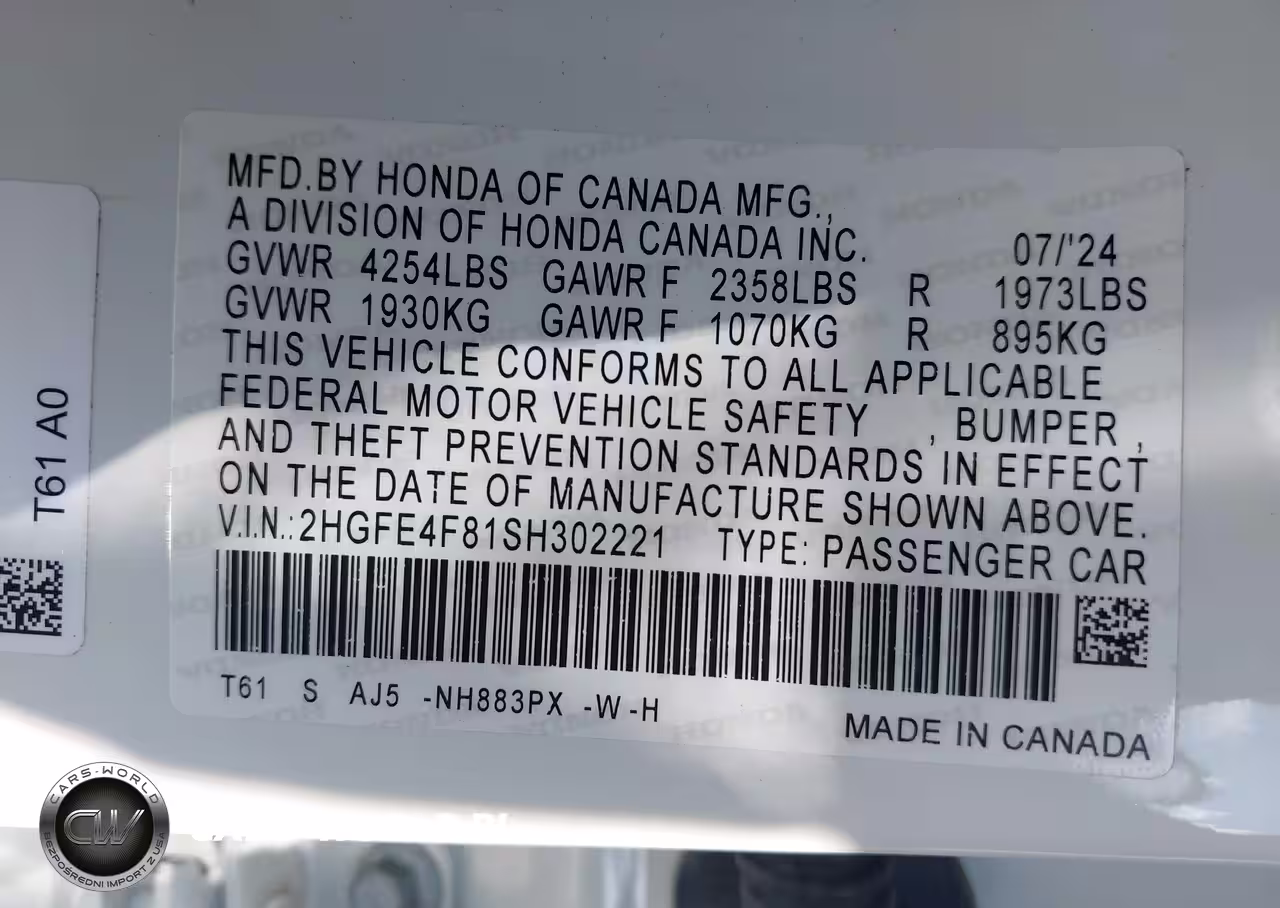 MFD.BY HONDA OF CANADA MFG.,
A DIVISION OF HONDA CANADA INC. 07/'24
GVWR 4254LBS GAWR F 2358LBS R 1973LBS
GVWR 1930KG GAWR F 1070KG R 895KG
THIS VEHICLE CONFORMS TO ALL APPLICABLE
FEDERAL MOTOR VEHICLE SAFETY , BUMPER ,
AND THEFT PREVENTION STANDARDS IN EFFECT
ON THE DATE OF MANUFACTURE SHOWN ABOVE.
V.I.N.:2HGFE4F81SH302221 TYPE: PASSENGER CAR
T61 S AJ5 -NH883PX -W -H
MADE IN CANADA
T61 A0
CARS-WORLD
CW
BEZPOŚREDNI IMPORT Z USA